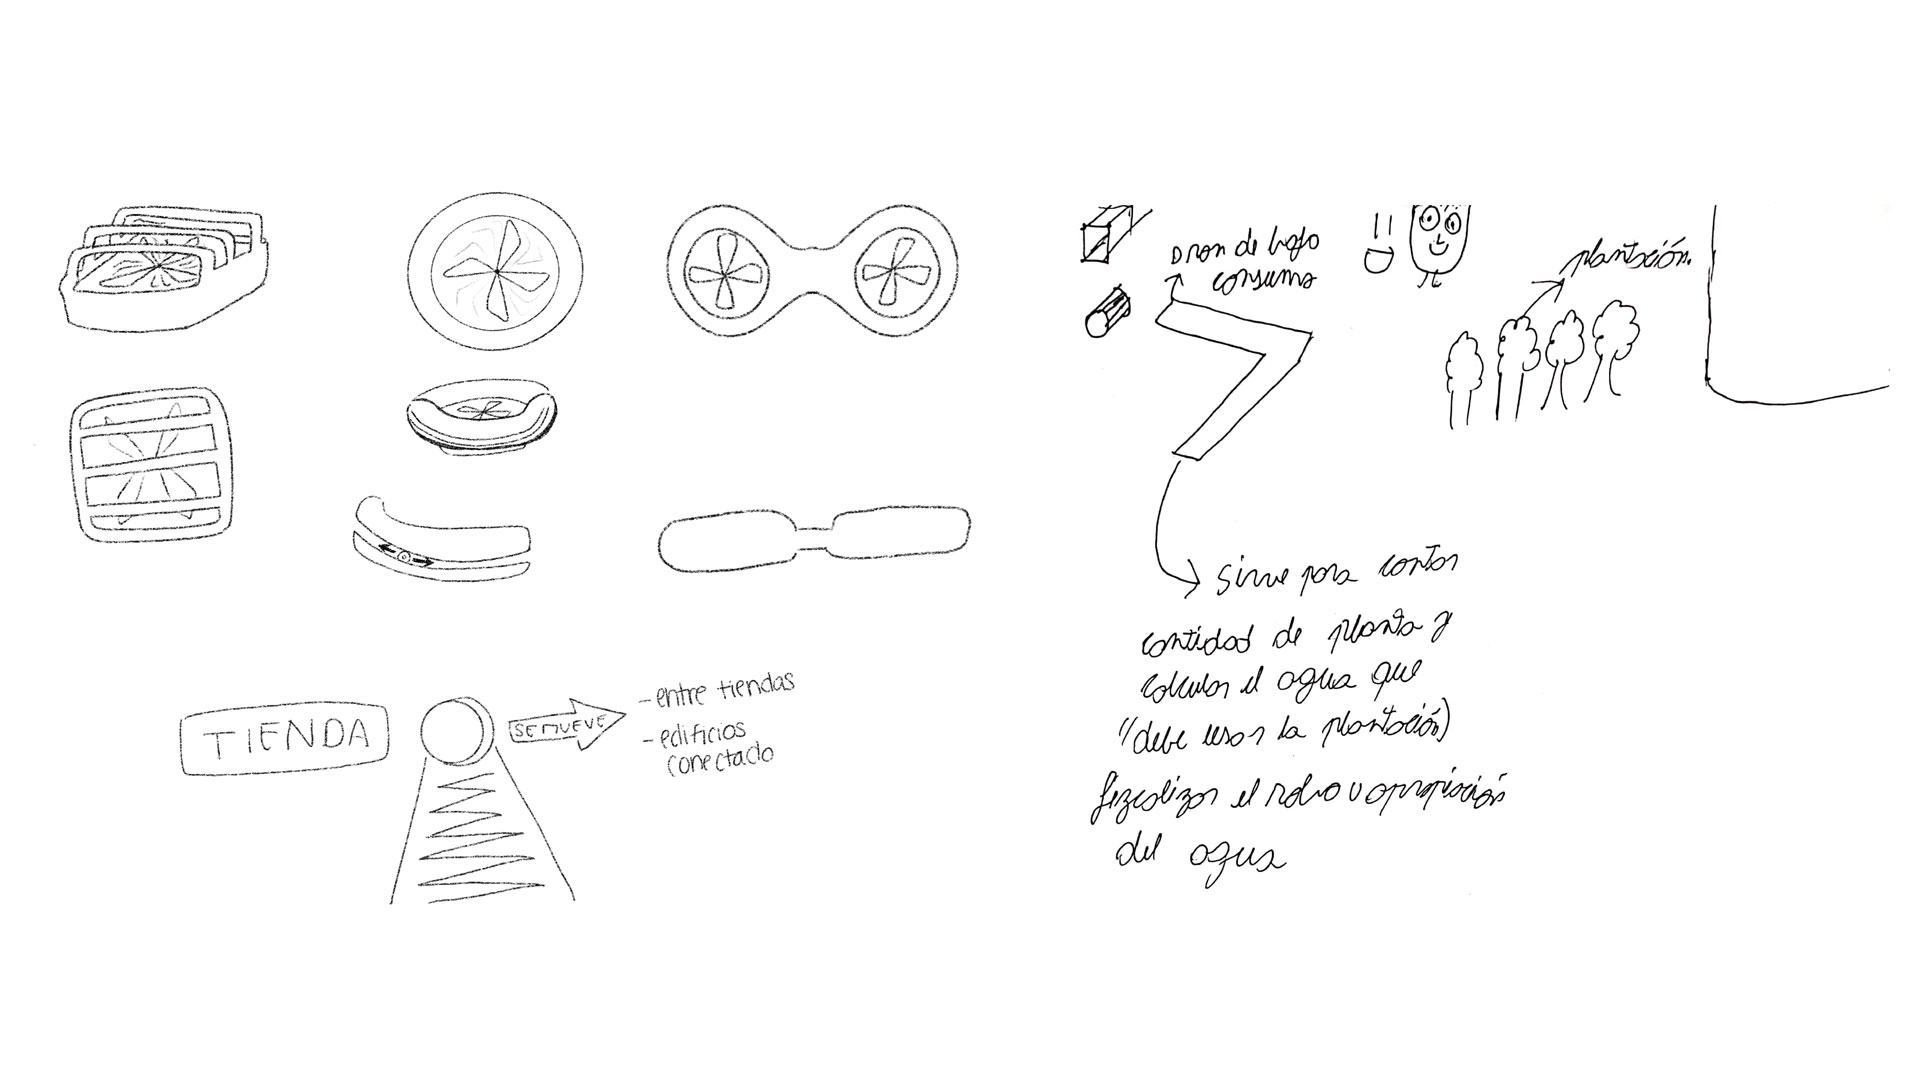 TIENDA
SE MUEVE
- entre tiendas
- edificios
conectado
Dron de bajo
consumo
plantación.
Sirve para contar
cantidad de planta y
calcular el agua que
"(debe usar la plantación)
fizcalizar el robo u apropiación
del agua